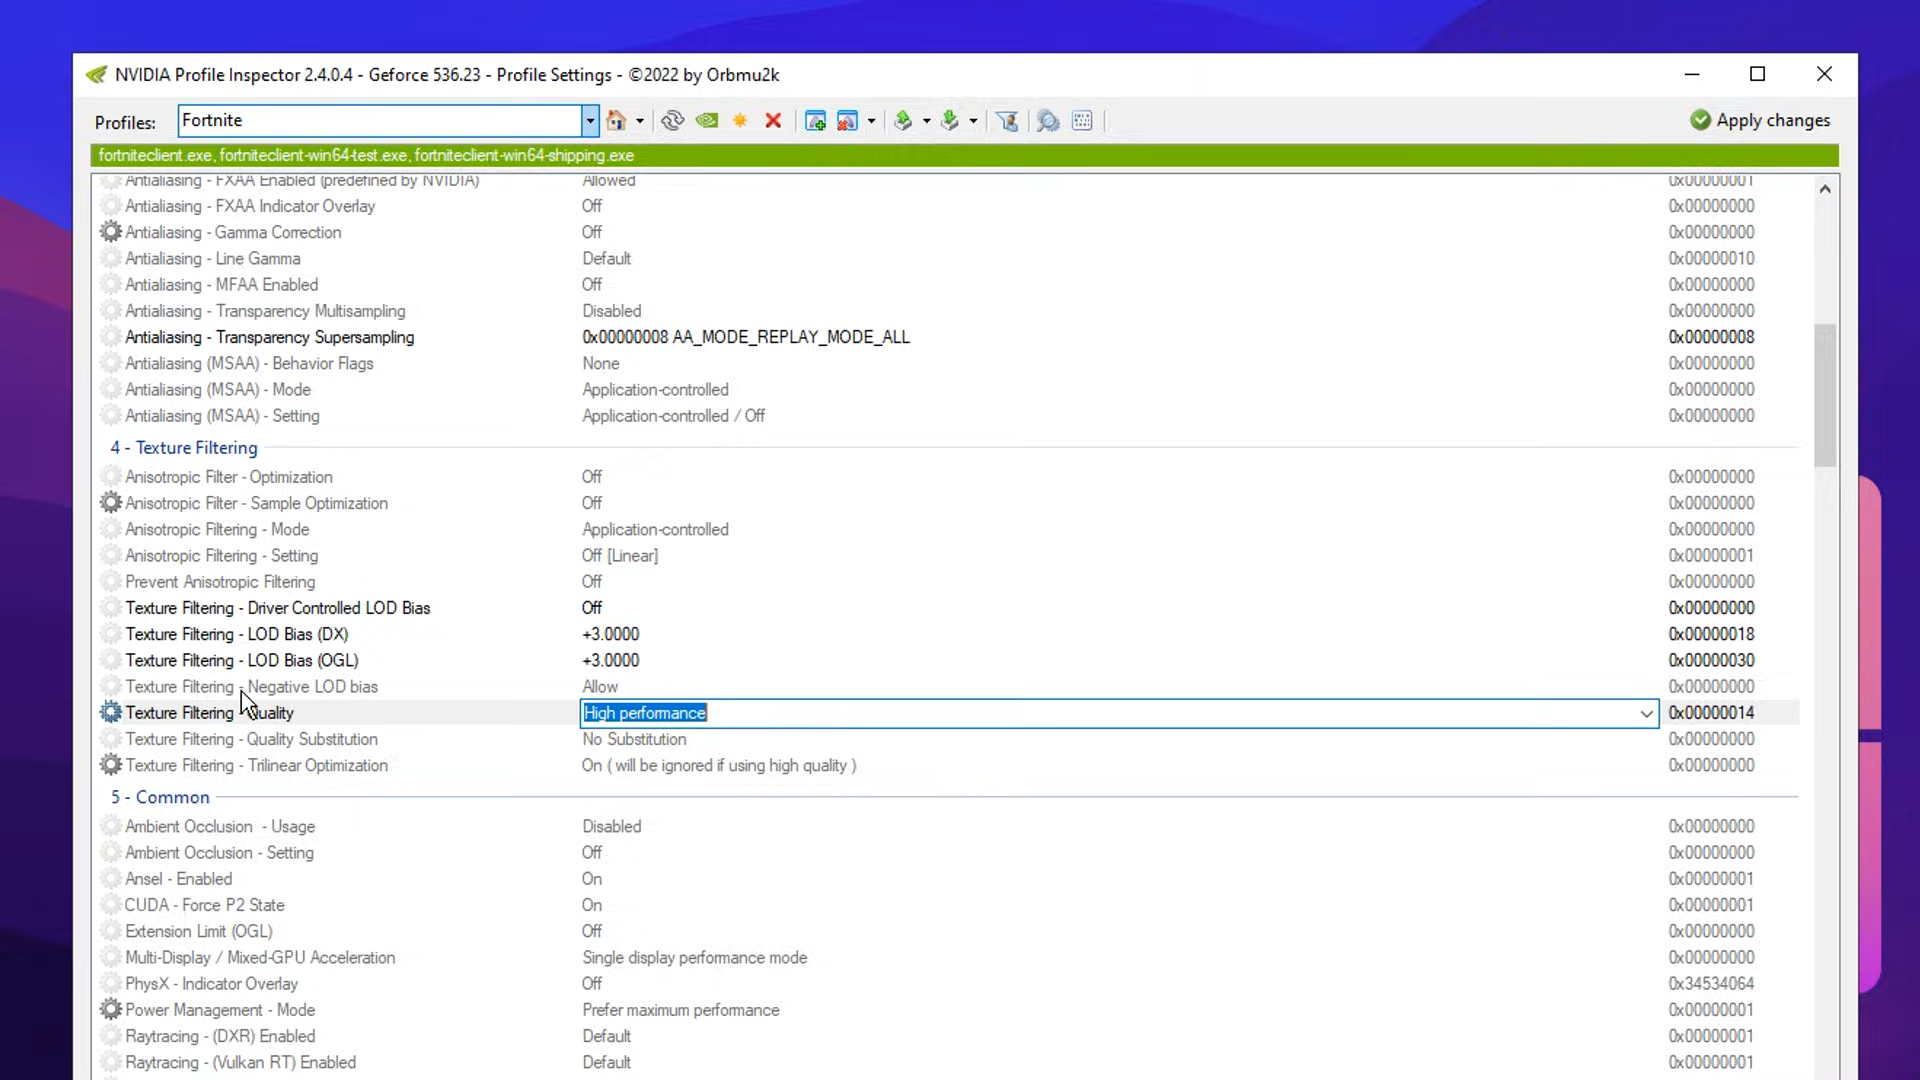 NVIDIA Profile Inspector 2.4.0.4 - Geforce 536.23 - Profile Settings - ©2022 by Orbmu2k
Profiles: Fortnite Apply changes
fortniteclient.exe, fortniteclient-win64-test.exe, fortniteclient-win64-shipping.exe
Antialiasing - FXAA Enabled (predefined by NVIDIA) Allowed 0x00000001
Antialiasing - FXAA Indicator Overlay Off 0x00000000
Antialiasing - Gamma Correction Off 0x00000000
Antialiasing - Line Gamma Default 0x00000010
Antialiasing - MFAA Enabled Off 0x00000000
Antialiasing - Transparency Multisampling Disabled 0x00000000
Antialiasing - Transparency Supersampling 0x00000008 AA_MODE_REPLAY_MODE_ALL 0x00000008
Antialiasing (MSAA) - Behavior Flags None 0x00000000
Antialiasing (MSAA) - Mode Application-controlled 0x00000000
Antialiasing (MSAA) - Setting Application-controlled / Off 0x00000000
4 - Texture Filtering
Anisotropic Filter - Optimization Off 0x00000000
Anisotropic Filter - Sample Optimization Off 0x00000000
Anisotropic Filtering - Mode Application-controlled 0x00000000
Anisotropic Filtering - Setting Off [Linear] 0x00000001
Prevent Anisotropic Filtering Off 0x00000000
Texture Filtering - Driver Controlled LOD Bias Off 0x00000000
Texture Filtering - LOD Bias (DX) +3.0000 0x00000018
Texture Filtering - LOD Bias (OGL) +3.0000 0x00000030
Texture Filtering - Negative LOD bias Allow 0x00000000
Texture Filtering - Quality High performance 0x00000014
Texture Filtering - Quality Substitution No Substitution 0x00000000
Texture Filtering - Trilinear Optimization On ( will be ignored if using high quality ) 0x00000000
5 - Common
Ambient Occlusion - Usage Disabled 0x00000000
Ambient Occlusion - Setting Off 0x00000000
Ansel - Enabled On 0x00000001
CUDA - Force P2 State On 0x00000001
Extension Limit (OGL) Off 0x00000000
Multi-Display / Mixed-GPU Acceleration Single display performance mode 0x00000000
PhysX - Indicator Overlay Off 0x34534064
Power Management - Mode Prefer maximum performance 0x00000001
Raytracing - (DXR) Enabled Default 0x00000001
Raytracing - (Vulkan RT) Enabled Default 0x00000001